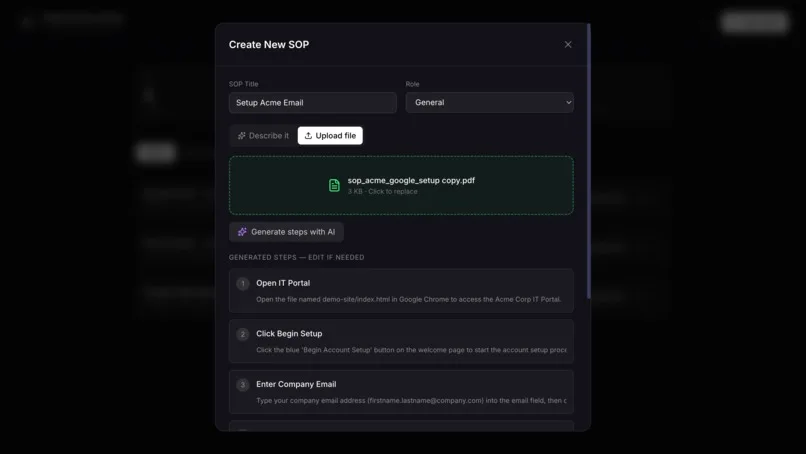 Create New SOP
SOP Title
Role
Setup Acme Email
General
Describe it
Upload file
sop_acme_google_setup copy.pdf
3 KB · Click to replace
Generate steps with AI
GENERATED STEPS — EDIT IF NEEDED
1
Open IT Portal
Open the file named demo-site/index.html in Google Chrome to access the Acme Corp IT Portal.
2
Click Begin Setup
Click the blue 'Begin Account Setup' button on the welcome page to start the account setup proc
3
Enter Company Email
Type your company email address (firstname.lastname@company.com) into the email field, then c